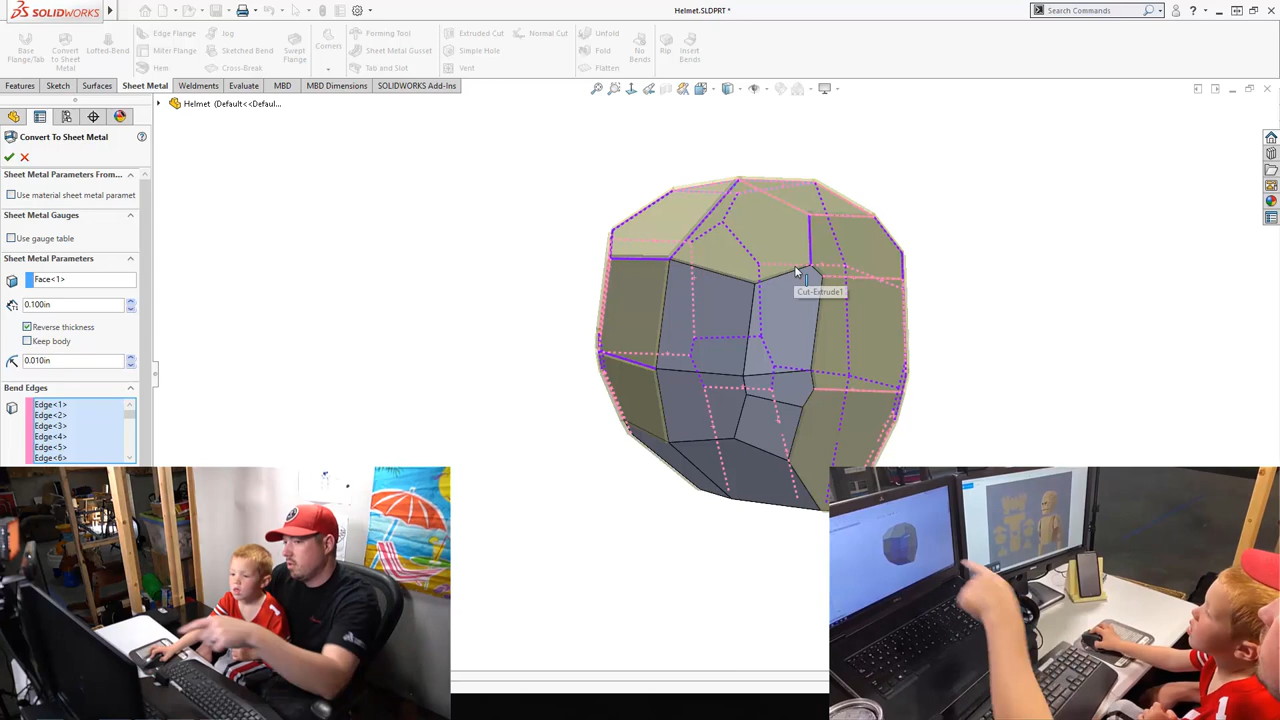 SOLIDWORKS
Helmet.SLDPRT *
Search Commands
Base Flange/Tab
Convert to Sheet Metal
Lofted-Bend
Edge Flange
Miter Flange
Hem
Jog
Sketched Bend
Cross-Break
Swept Flange
Corners
Forming Tool
Sheet Metal Gusset
Tab and Slot
Extruded Cut
Simple Hole
Vent
Normal Cut
Unfold
Fold
Flatten
No Bends
Rip
Insert Bends
Features
Sketch
Surfaces
Sheet Metal
Weldments
Evaluate
MBD
MBD Dimensions
SOLIDWORKS Add-Ins
Helmet (Default<<Defaul...
Convert To Sheet Metal
Sheet Metal Parameters From...
Use material sheet metal paramet
Sheet Metal Gauges
Use gauge table
Sheet Metal Parameters
Face<1>
0.100in
Reverse thickness
Keep body
0.010in
Bend Edges
Edge<1>
Edge<2>
Edge<3>
Edge<4>
Edge<5>
Edge<6>
Cut-Extrude1